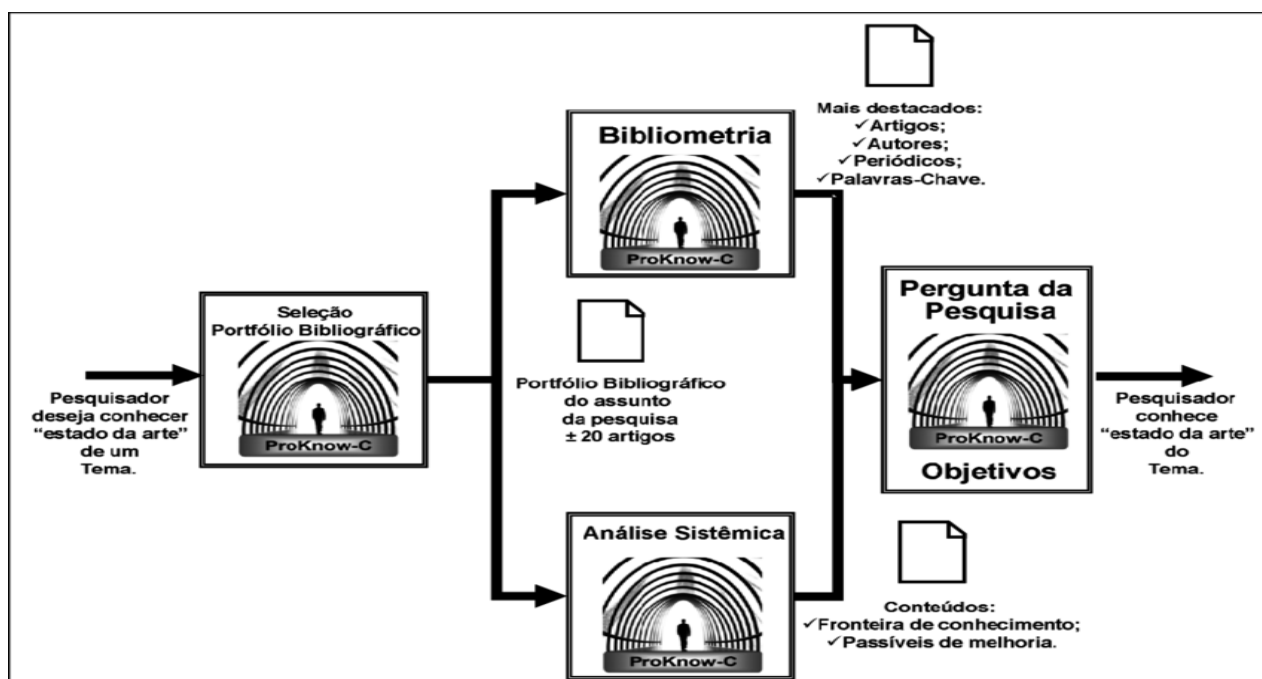 Pesquisador
deseja conhecer
“estado da arte”
de um
Tema.
Seleção
Portfólio Bibliográfico
ProKnow-C
Bibliometria
ProKnow-C
Mais destacados:
✓Artigos;
✓Autores;
✓Periódicos;
✓Palavras-Chave.
Portfólio Bibliográfico
do assunto
da pesquisa
± 20 artigos
Análise Sistêmica
ProKnow-C
Conteúdos:
✓Fronteira de conhecimento;
✓Passíveis de melhoria.
Pergunta da
Pesquisa
ProKnow-C
Objetivos
Pesquisador
conhece
“estado da arte”
do
Tema.